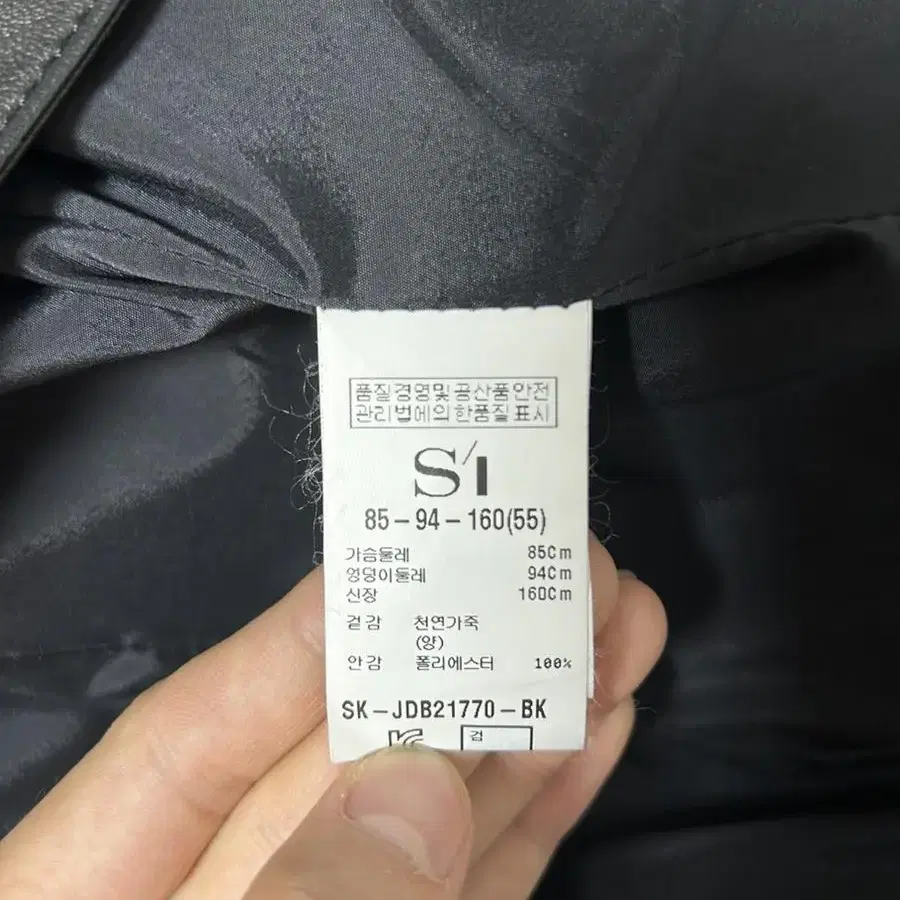 품질경영및공산품안전
관리법에의한품질표시
S'I
85-94-160(55)
가슴둘레 85Cm
엉덩이둘레 94Cm
신장 160Cm
겉감 천연가죽
(양)
안감 폴리에스터 100%
SK-JDB21770-BK
검